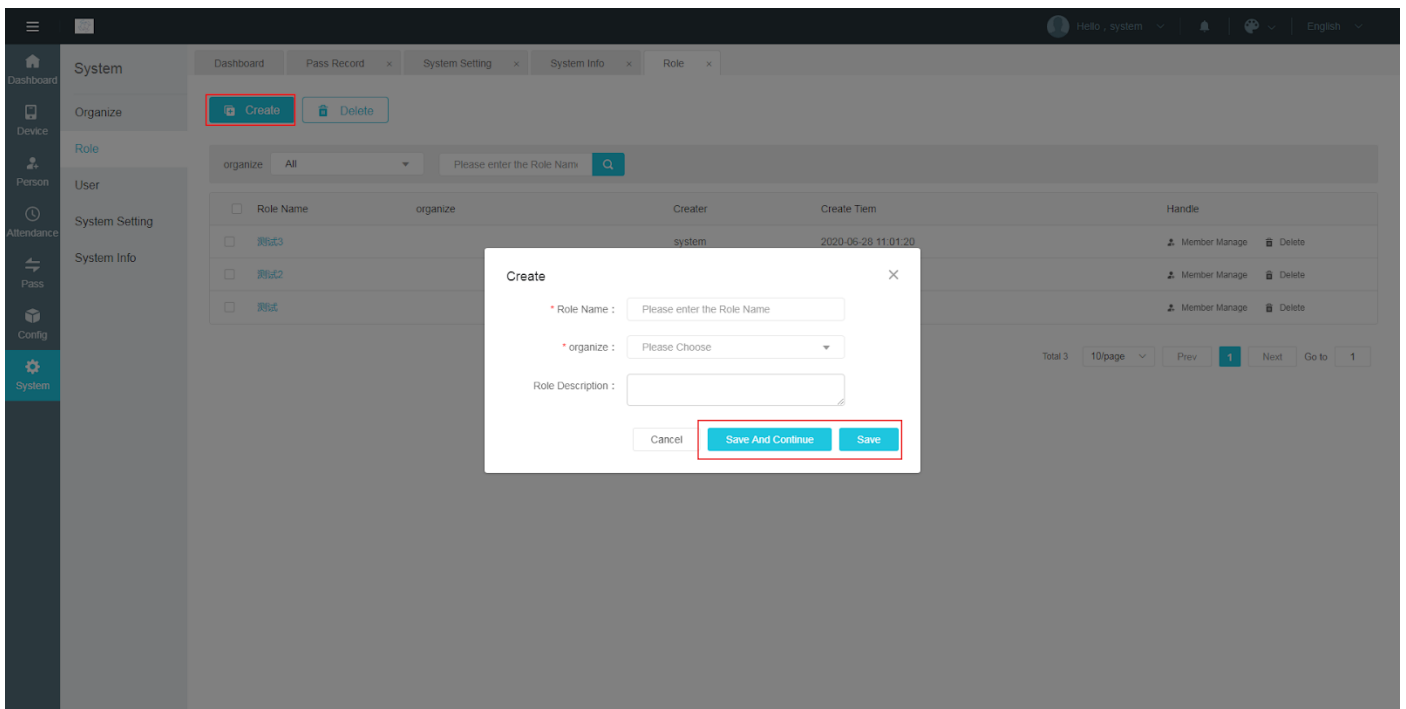 Hello , system English
Dashboard
Device
Person
Attendance
Pass
Config
System
System
Organize
Role
User
System Setting
System Info
Dashboard Pass Record × System Setting × System Info × Role ×
Create Delete
organize All Please enter the Role Name
Role Name organize Creater Create Tiem Handle
测试3 system 2020-06-28 11:01:20 Member Manage Delete
测试2 Member Manage Delete
测试 Member Manage Delete
Total 3 10/page Prev 1 Next Go to 1
Create ×
* Role Name : Please enter the Role Name
* organize : Please Choose
Role Description :
Cancel Save And Continue Save